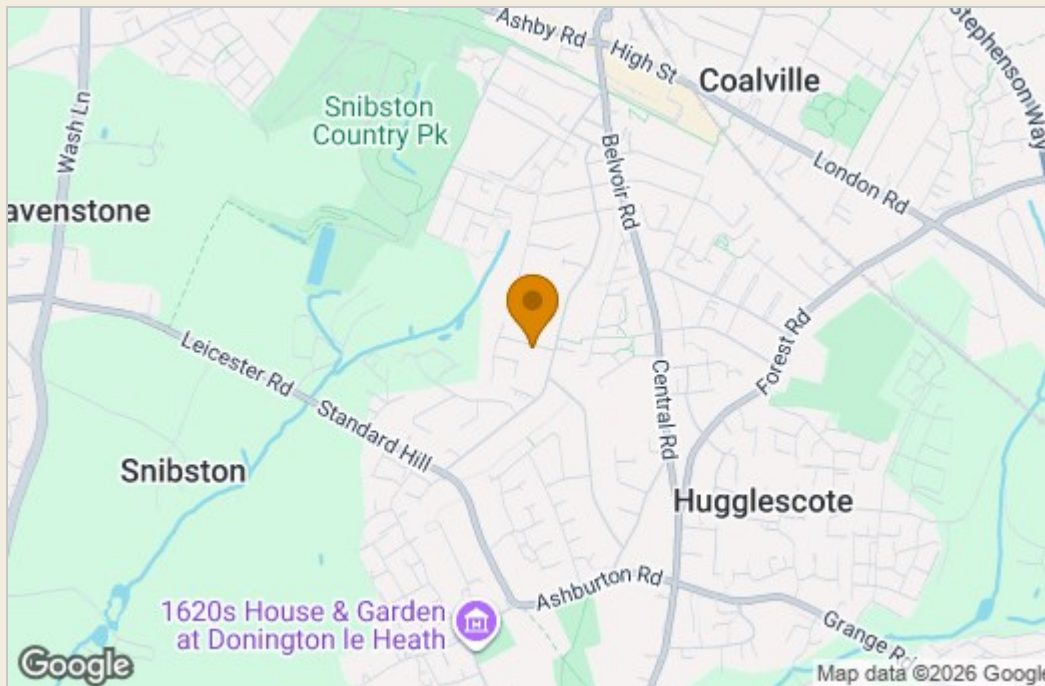 Ashby Rd
High St
Coalville
Stephenson Way
Snibston
Country Pk
Wash Ln
Belvoir Rd
London Rd
avenstone
Forest Rd
Leicester Rd
Central Rd
Standard Hill
Snibston
Hugglescote
Ashburton Rd
1620s House & Garden
at Donington le Heath
Grange Rd
Google
Map data ©2026 Google